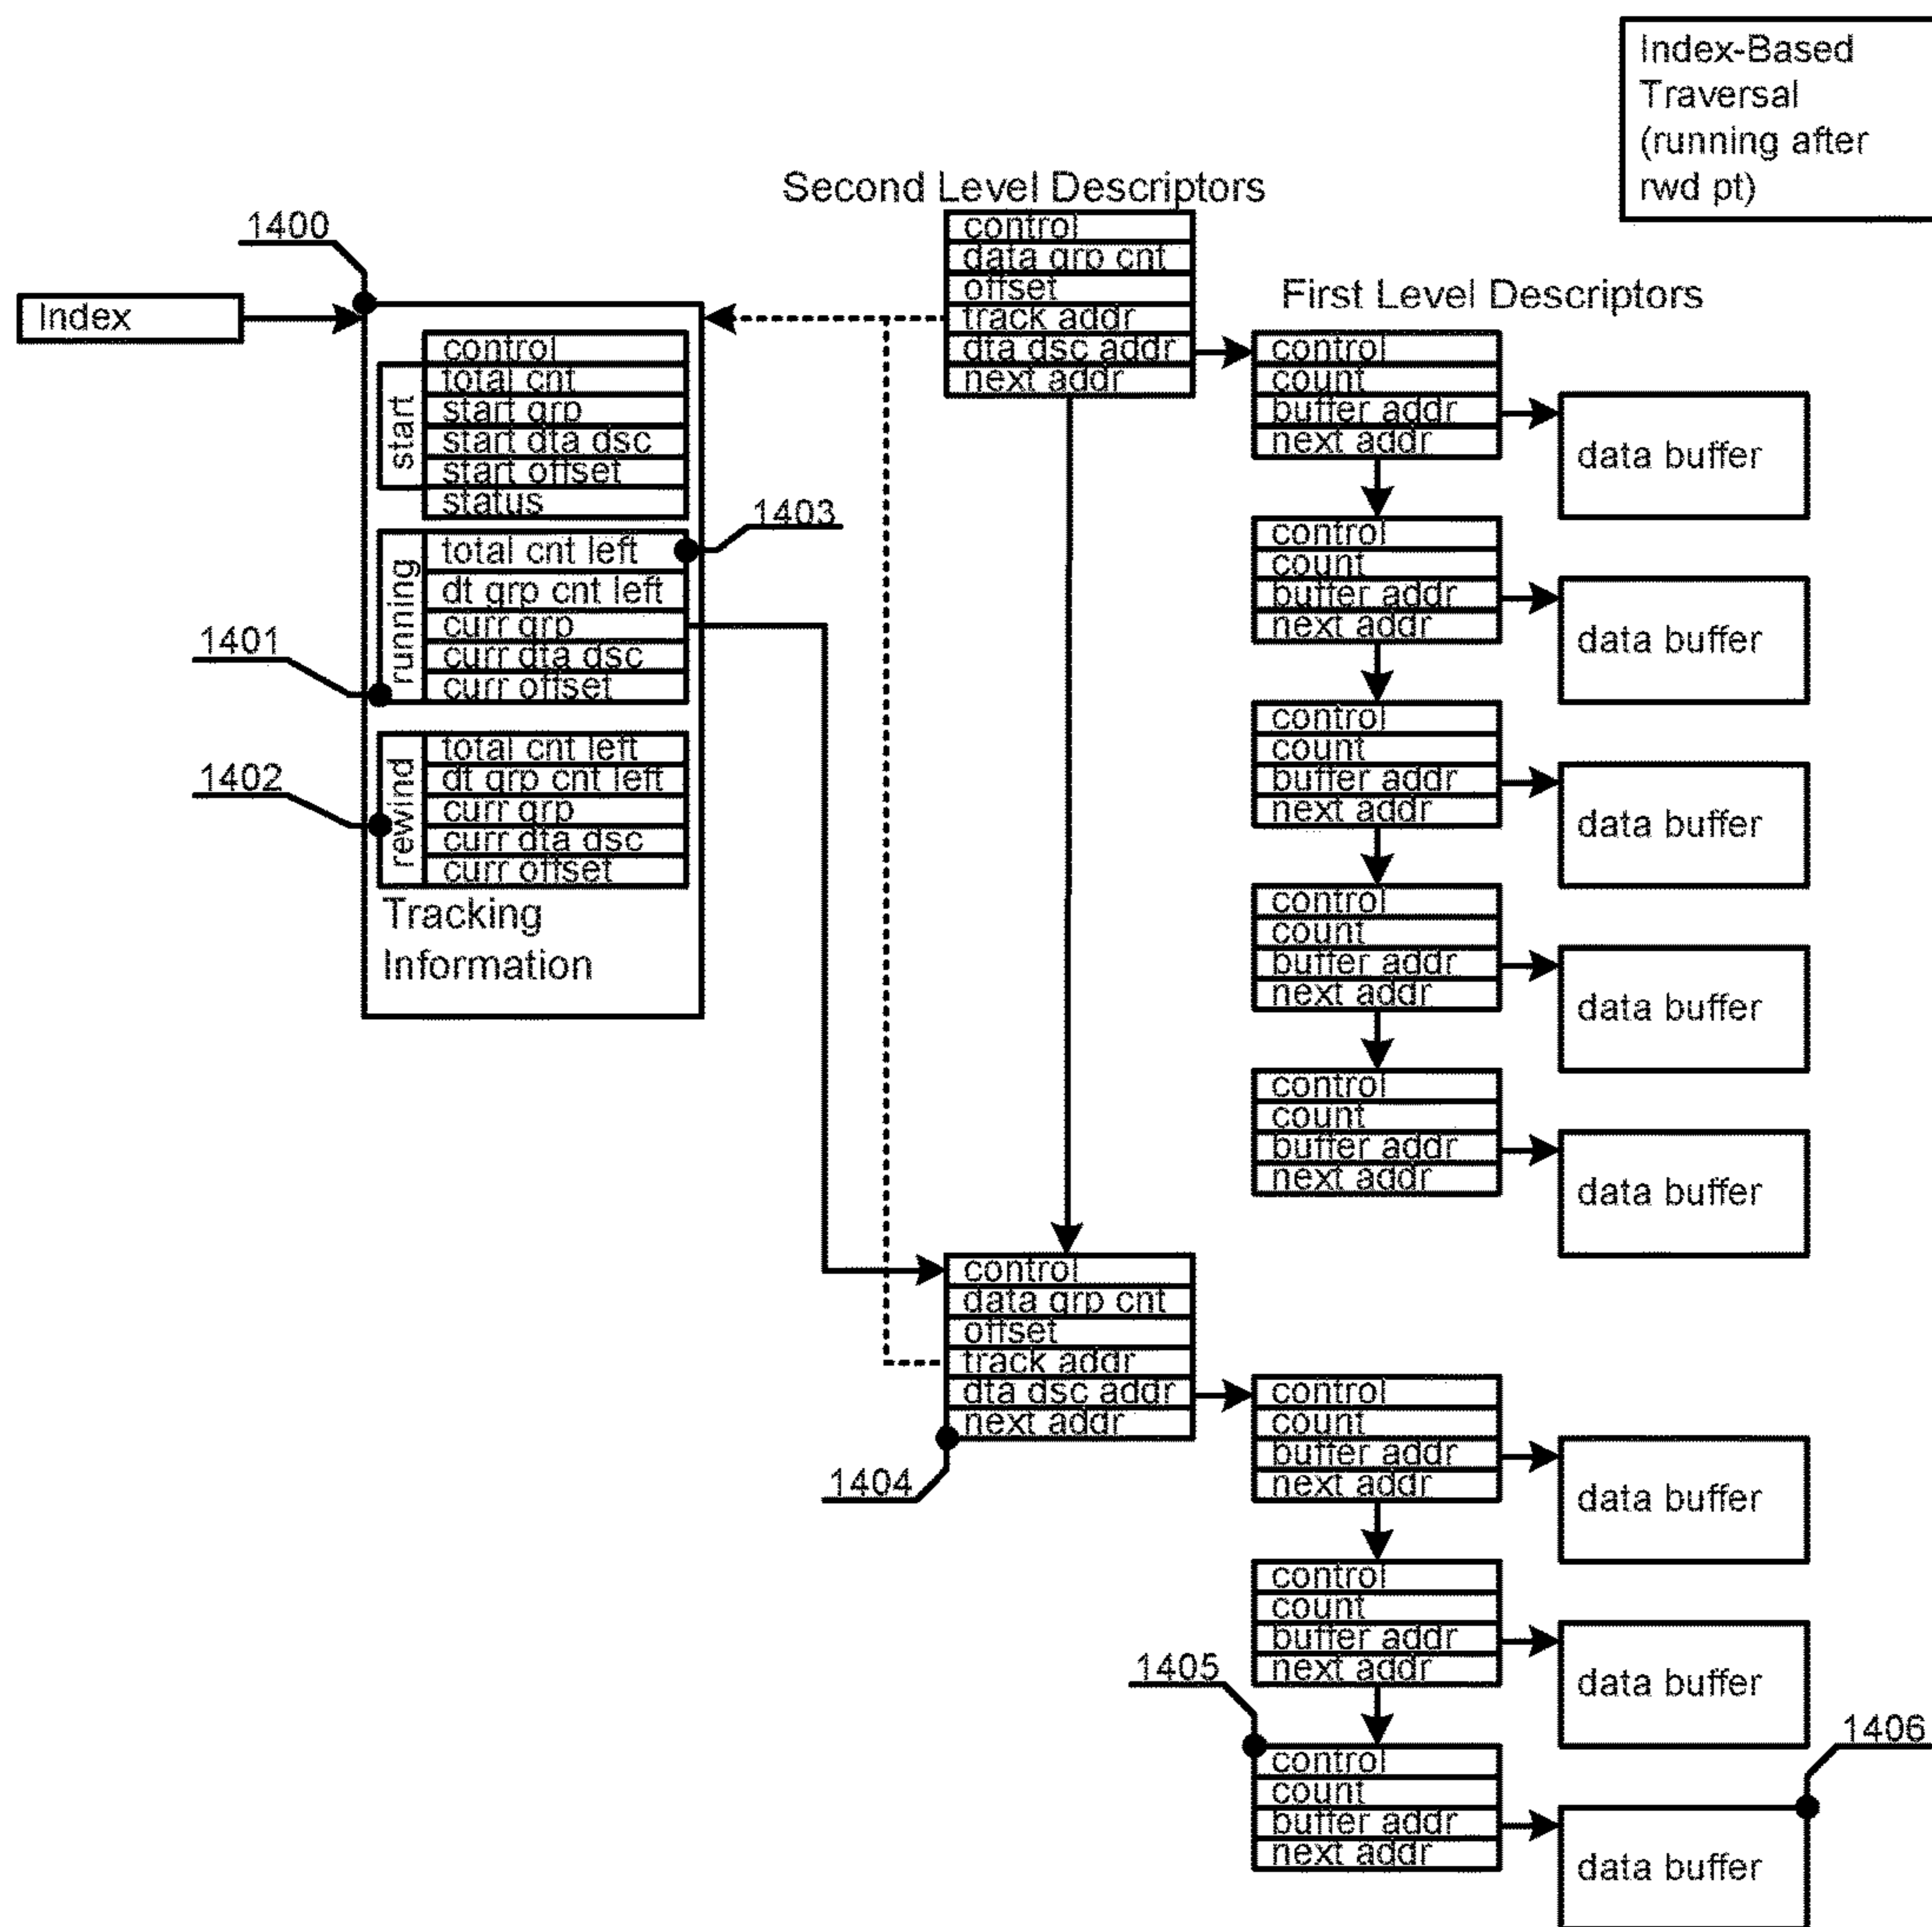 Index-Based
Traversal
(running after
rwd pt)
Second Level Descriptors
First Level Descriptors
1400
Index
control
total cnt
start grp
start dta dsc
start offset
status
start
1403
total cnt left
dt grp cnt left
curr grp
curr dta dsc
curr offset
running
1401
total cnt left
dt grp cnt left
curr grp
curr dta dsc
curr offset
rewind
1402
Tracking
Information
control
data grp cnt
offset
track addr
dta dsc addr
next addr
control
count
buffer addr
next addr
data buffer
control
count
buffer addr
next addr
data buffer
control
count
buffer addr
next addr
data buffer
control
count
buffer addr
next addr
data buffer
control
count
buffer addr
next addr
data buffer
control
data grp cnt
offset
track addr
dta dsc addr
next addr
1404
control
count
buffer addr
next addr
data buffer
control
count
buffer addr
next addr
data buffer
1405
control
count
buffer addr
next addr
1406
data buffer